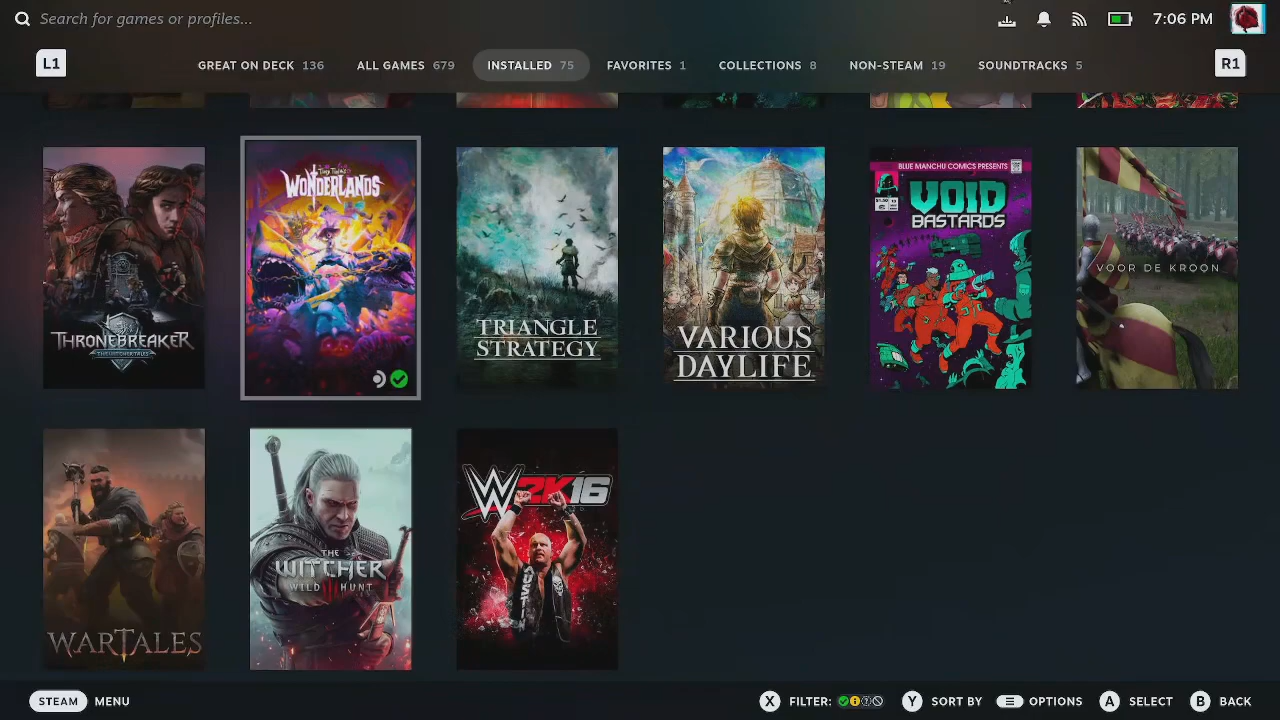 Search for games or profiles...
7:06 PM
L1
GREAT ON DECK 136
ALL GAMES 679
INSTALLED 75
FAVORITES 1
COLLECTIONS 8
NON-STEAM 19
SOUNDTRACKS 5
R1
THRONEBREAKER
THE WITCHER TALES
Tiny Tina's
WONDERLANDS
TRIANGLE
STRATEGY
VARIOUS
DAYLIFE
BLUE MANCHU COMICS PRESENTS
VOID
BASTARDS
VOOR DE KROON
WARTALES
THE
WITCHER
WILD HUNT
W2K16
AUSTIN
STEAM MENU
X FILTER:
Y SORT BY
OPTIONS
A SELECT
B BACK